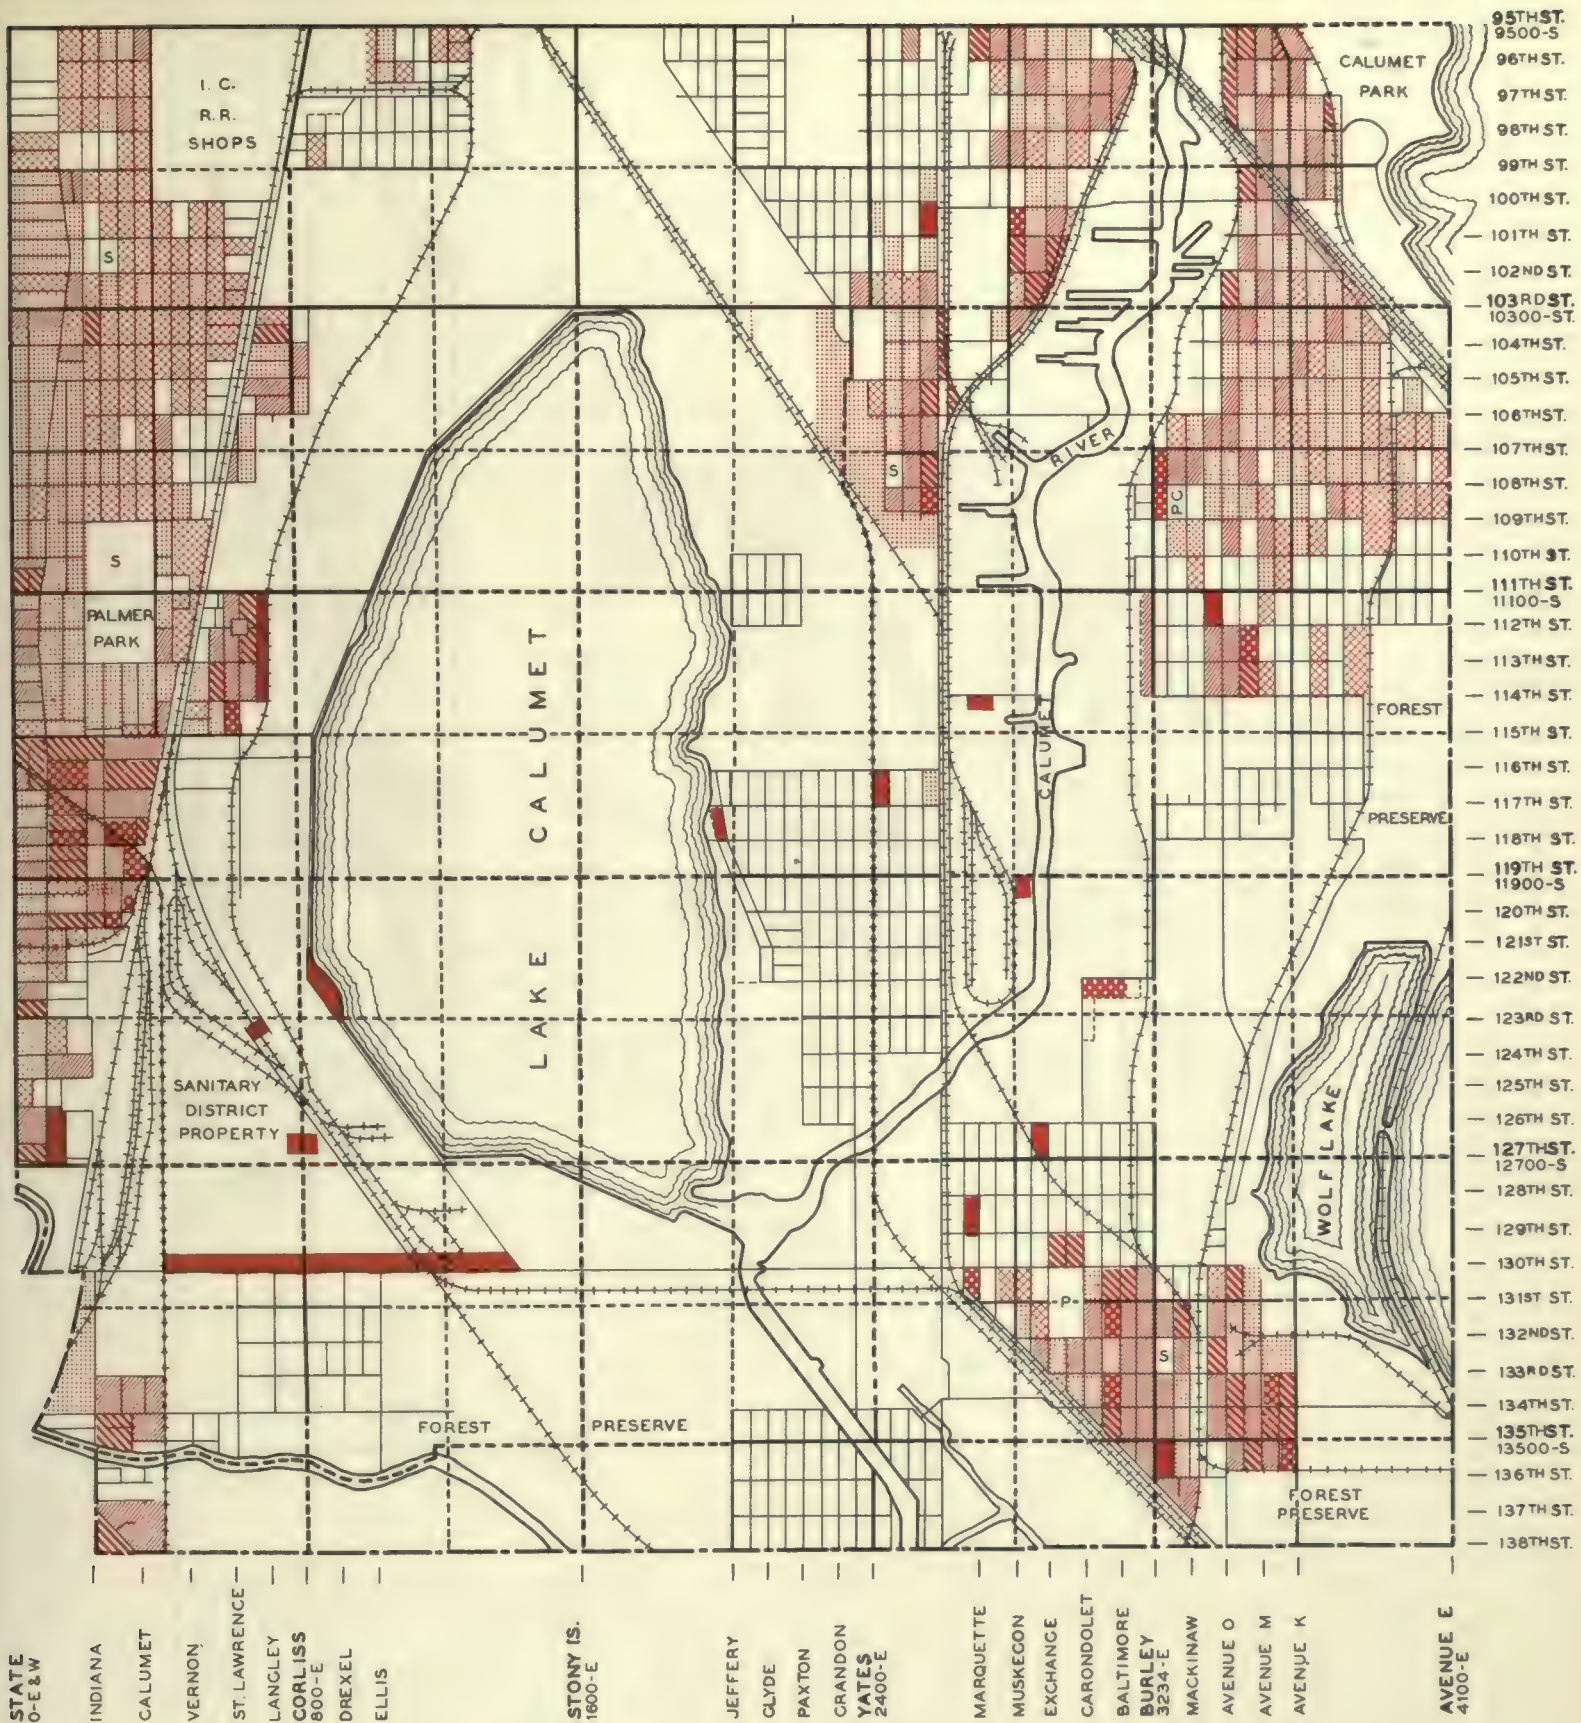 95TH ST.
9500-S
96TH ST.
97TH ST.
98TH ST.
99TH ST.
100TH ST.
101TH ST.
102ND ST.
103RD ST.
10300-ST.
104TH ST.
105TH ST.
106TH ST.
107TH ST.
108TH ST.
109TH ST.
110TH ST.
111TH ST.
11100-S
112TH ST.
113TH ST.
114TH ST.
115TH ST.
116TH ST.
117TH ST.
118TH ST.
119TH ST.
11900-S
120TH ST.
121ST ST.
122ND ST.
123RD ST.
124TH ST.
125TH ST.
126TH ST.
127TH ST.
12700-S
128TH ST.
129TH ST.
130TH ST.
131ST ST.
132ND ST.
133RD ST.
134TH ST.
135TH ST.
13500-S
136TH ST.
137TH ST.
138TH ST.
I. C.
R.R.
SHOPS
CALUMET
PARK
S
S
RIVER
PC
S
PALMER
PARK
LAKE CALUMET
CALUMET
FOREST
PRESERVE
SANITARY
DISTRICT
PROPERTY
WOLF LAKE
P
S
FOREST PRESERVE
FOREST
PRESERVE
STATE
0-E & W
INDIANA
CALUMET
VERNON
ST. LAWRENCE
LANGLEY
CORLISS
800-E
DREXEL
ELLIS
STONY IS.
1600-E
JEFFERY
CLYDE
PAXTON
CRANDON
YATES
2400-E
MARQUETTE
MUSKEGON
EXCHANGE
CARONDOLET
BALTIMORE
BURLEY
3234-E
MACKINAW
AVENUE O
AVENUE M
AVENUE K
AVENUE E
4100-E